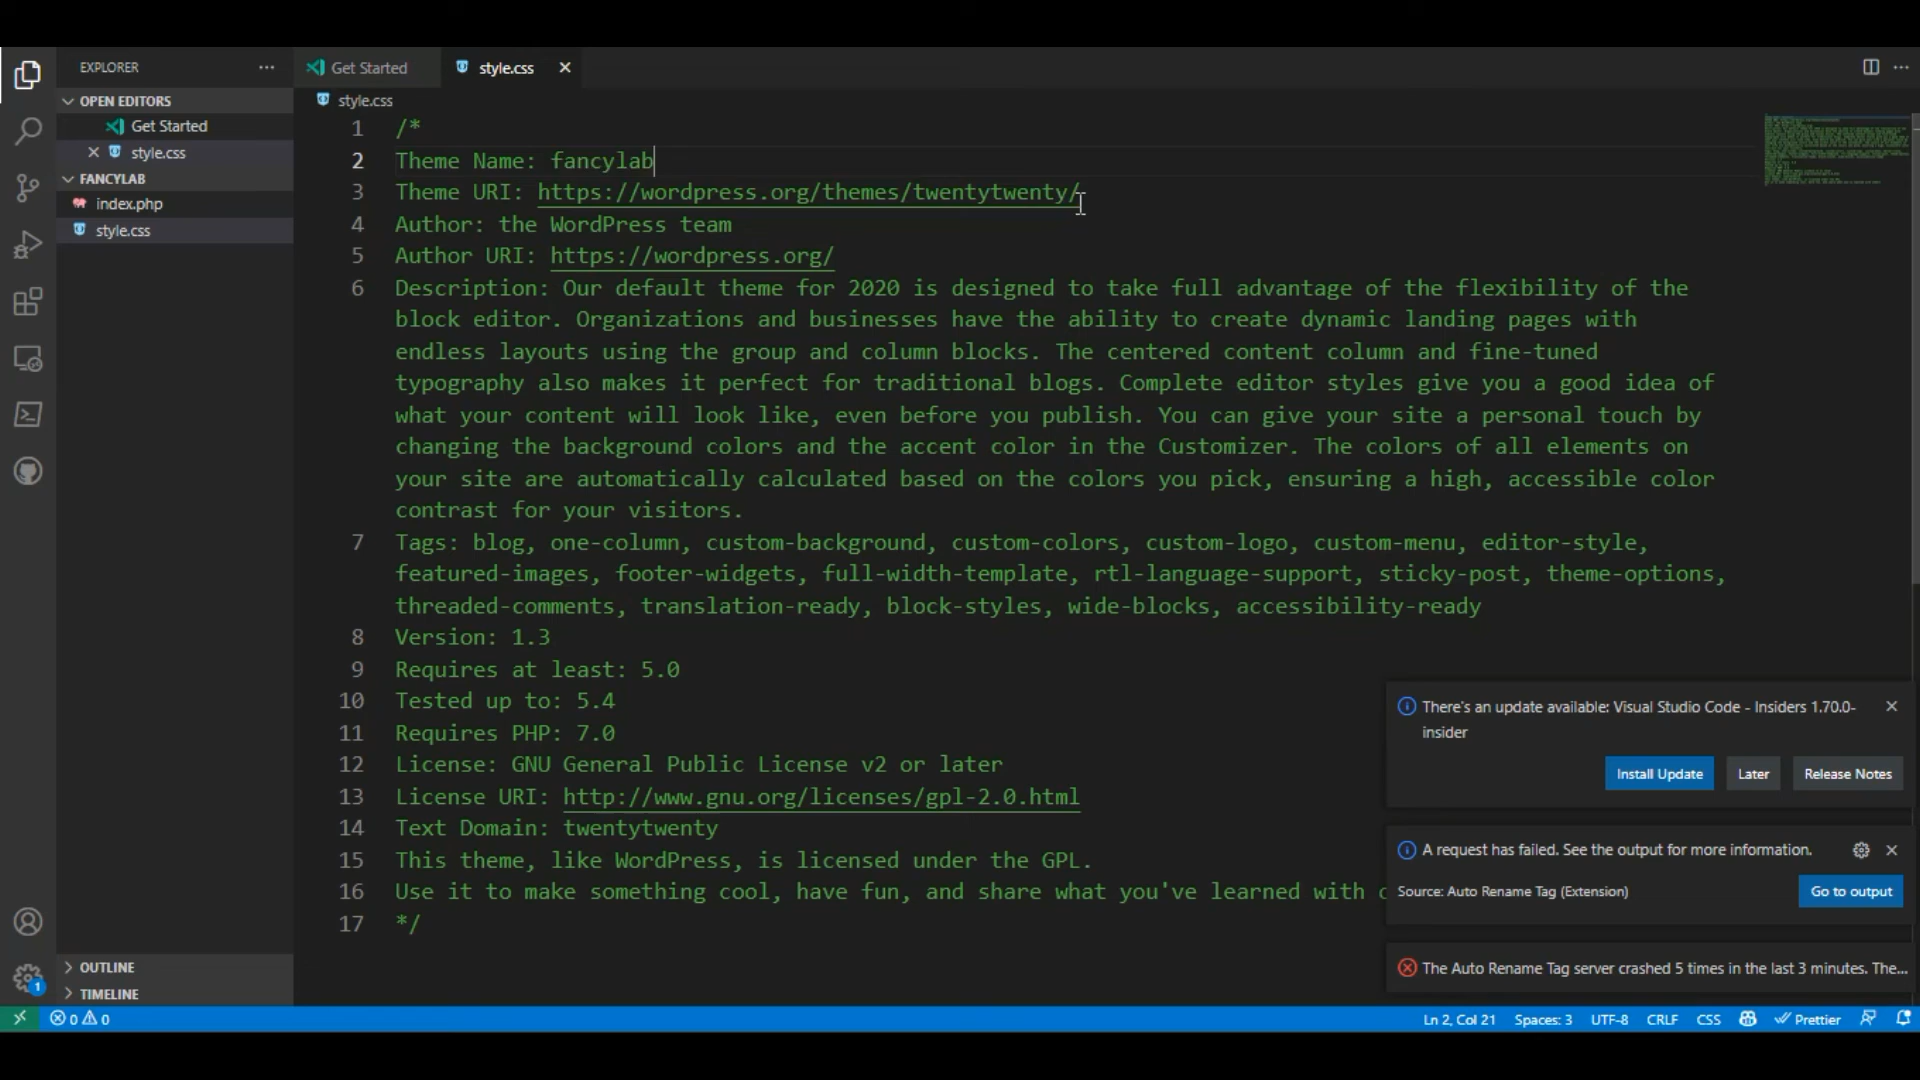 EXPLORER
Get Started
style.css
OPEN EDITORS
Get Started
style.css
FANCYLAB
index.php
style.css
OUTLINE
TIMELINE
style.css
1 /*
2 Theme Name: fancylab
3 Theme URI: https://wordpress.org/themes/twentytwenty/
4 Author: the WordPress team
5 Author URI: https://wordpress.org/
6 Description: Our default theme for 2020 is designed to take full advantage of the flexibility of the
block editor. Organizations and businesses have the ability to create dynamic landing pages with
endless layouts using the group and column blocks. The centered content column and fine-tuned
typography also makes it perfect for traditional blogs. Complete editor styles give you a good idea of
what your content will look like, even before you publish. You can give your site a personal touch by
changing the background colors and the accent color in the Customizer. The colors of all elements on
your site are automatically calculated based on the colors you pick, ensuring a high, accessible color
contrast for your visitors.
7 Tags: blog, one-column, custom-background, custom-colors, custom-logo, custom-menu, editor-style,
featured-images, footer-widgets, full-width-template, rtl-language-support, sticky-post, theme-options,
threaded-comments, translation-ready, block-styles, wide-blocks, accessibility-ready
8 Version: 1.3
9 Requires at least: 5.0
10 Tested up to: 5.4
11 Requires PHP: 7.0
12 License: GNU General Public License v2 or later
13 License URI: http://www.gnu.org/licenses/gpl-2.0.html
14 Text Domain: twentytwenty
15 This theme, like WordPress, is licensed under the GPL.
16 Use it to make something cool, have fun, and share what you've learned with
17 */
There's an update available: Visual Studio Code - Insiders 1.70.0-
insider
Install Update Later Release Notes
A request has failed. See the output for more information.
Source: Auto Rename Tag (Extension) Go to output
The Auto Rename Tag server crashed 5 times in the last 3 minutes. The...
1
0 0 Ln 2, Col 21 Spaces: 3 UTF-8 CRLF CSS Prettier